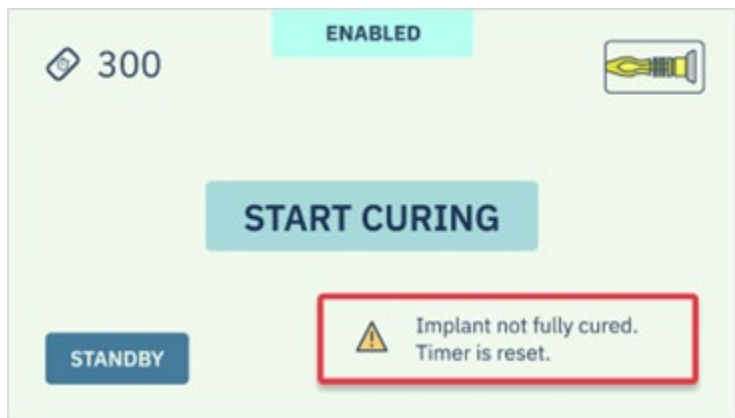 ENABLED
300
START CURING
Implant not fully cured.
Timer is reset.
STANDBY